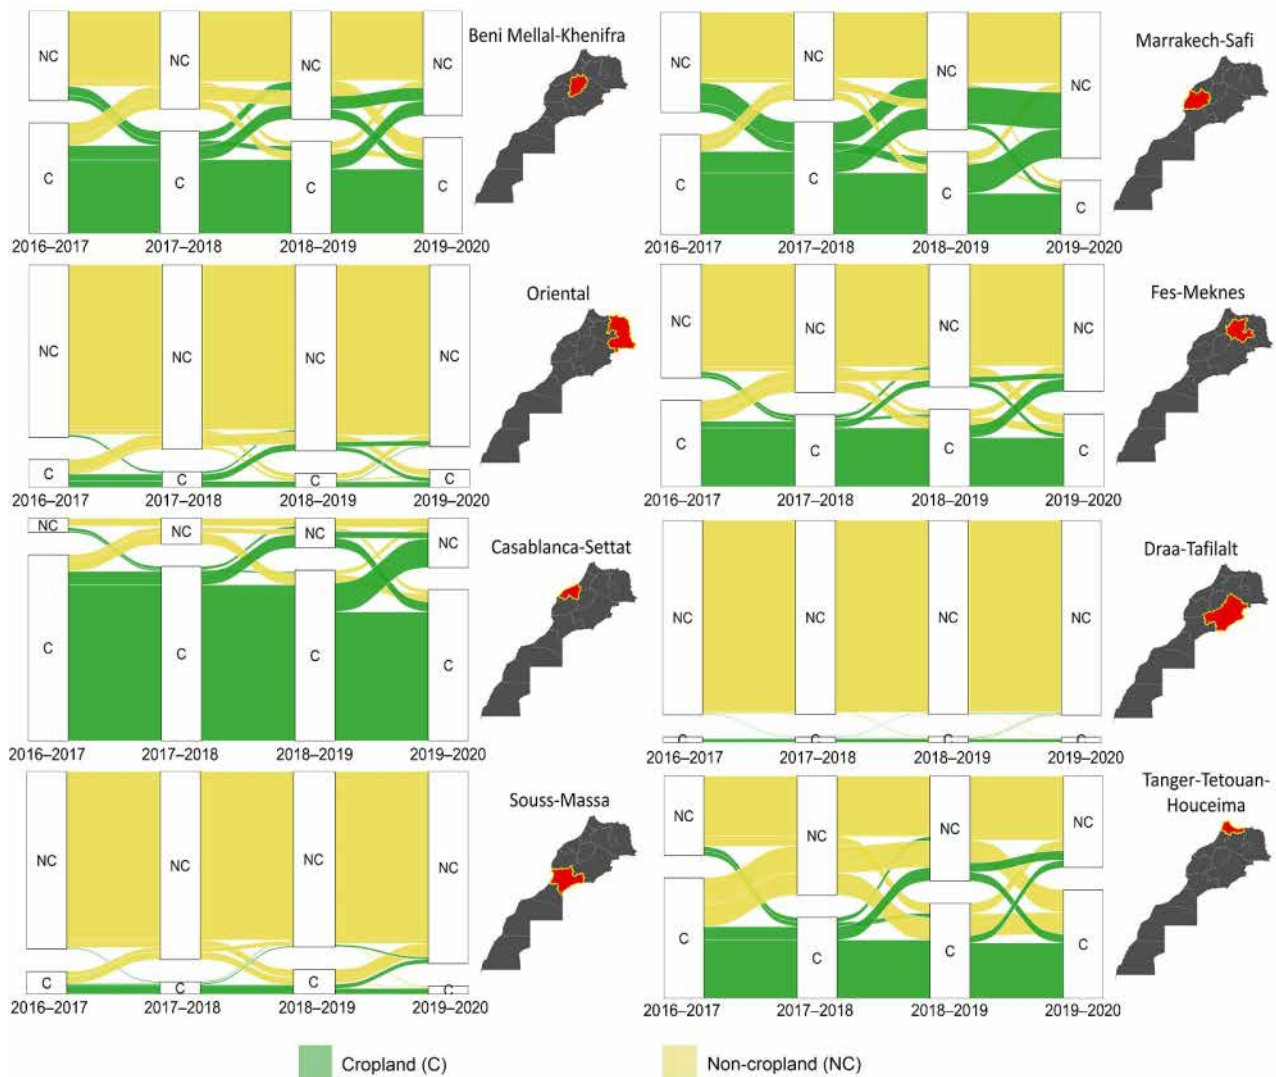 Beni Mellal-Khenifra
NC NC NC NC
C C C C
2016–2017 2017–2018 2018–2019 2019–2020
Marrakech-Safi
NC NC NC NC
C C C C
2016–2017 2017–2018 2018–2019 2019–2020
Oriental
NC NC NC NC
C C C C
2016–2017 2017–2018 2018–2019 2019–2020
Fes-Meknes
NC NC NC NC
C C C C
2016–2017 2017–2018 2018–2019 2019–2020
Casablanca-Settat
NC NC NC NC
C C C C
2016–2017 2017–2018 2018–2019 2019–2020
Draa-Tafilalt
NC NC NC NC
C C C C
2016–2017 2017–2018 2018–2019 2019–2020
Souss-Massa
NC NC NC NC
C C C C
2016–2017 2017–2018 2018–2019 2019–2020
Tanger-Tetouan-
Houceima
NC NC NC NC
C C C C
2016–2017 2017–2018 2018–2019 2019–2020
Cropland (C)
Non-cropland (NC)